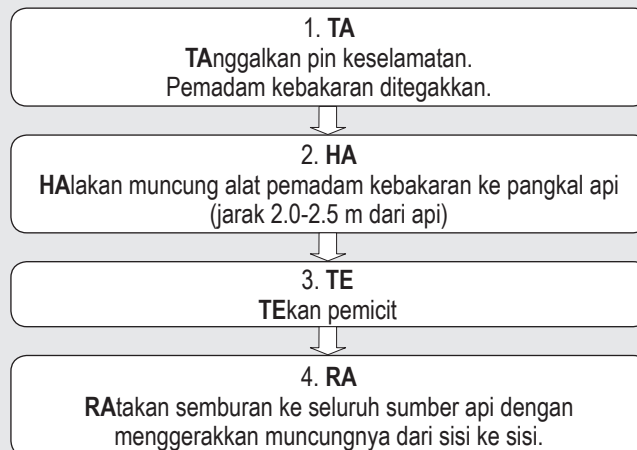 1. TA
TAnggalkan pin keselamatan.
Pemadam kebakaran ditegakkan.
2. HA
HAlakan muncung alat pemadam kebakaran ke pangkal api
(jarak 2.0-2.5 m dari api)
3. TE
TEkan pemicit
4. RA
RAtakan semburan ke seluruh sumber api dengan
menggerakkan muncungnya dari sisi ke sisi.